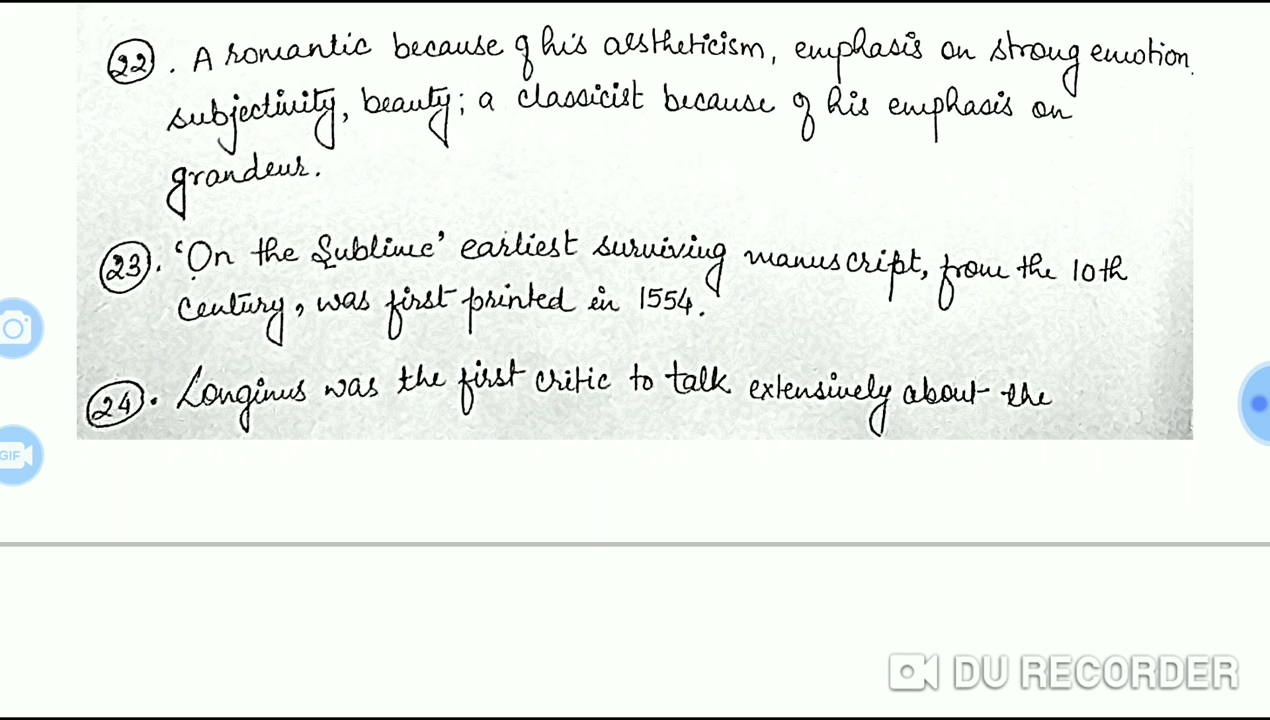 22. A romantic because of his aestheticism, emphasis on strong emotion
subjectivity, beauty; a classicist because of his emphasis on
grandeur.
23. 'On the Sublime' earliest surviving manuscript, from the 10th
century, was first printed in 1554.
24. Longinus was the first critic to talk extensively about the
GIF
DU RECORDER